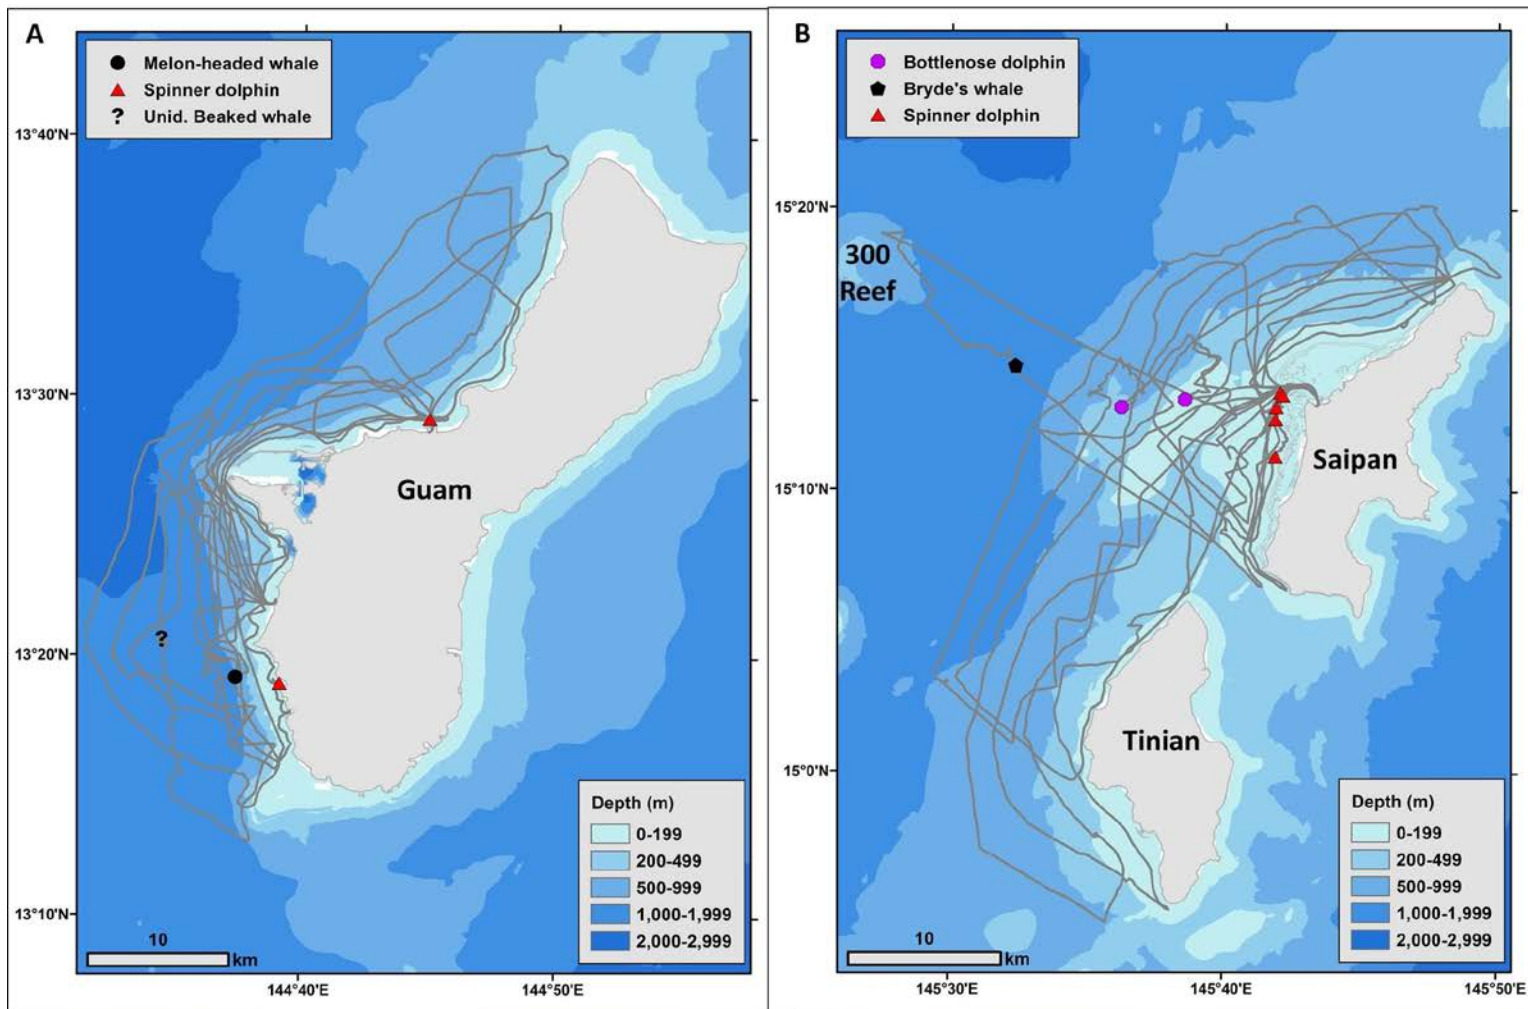 A
Melon-headed whale
Spinner dolphin
? Unid. Beaked whale
13°40'N
13°30'N
13°20'N
13°10'N
Guam
?
Depth (m)
0-199
200-499
500-999
1,000-1,999
2,000-2,999
10
km
144°40'E
144°50'E
B
Bottlenose dolphin
Bryde's whale
Spinner dolphin
15°20'N
15°10'N
15°0'N
300
Reef
Saipan
Tinian
Depth (m)
0-199
200-499
500-999
1,000-1,999
2,000-2,999
10
km
145°30'E
145°40'E
145°50'E